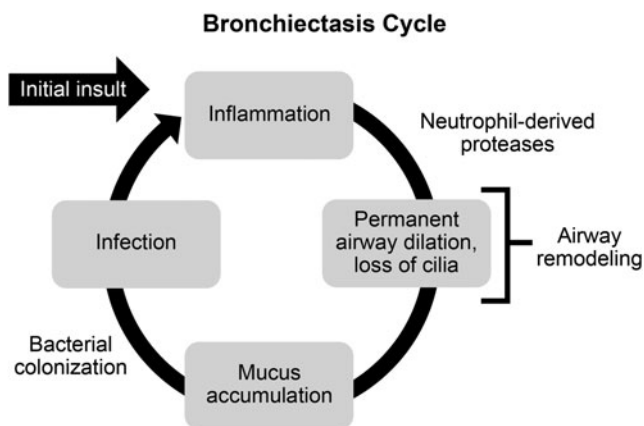 Bronchiectasis Cycle
Initial insult
Inflammation
Neutrophil-derived
proteases
Permanent
airway dilation,
loss of cilia
Airway
remodeling
Mucus
accumulation
Bacterial
colonization
Infection